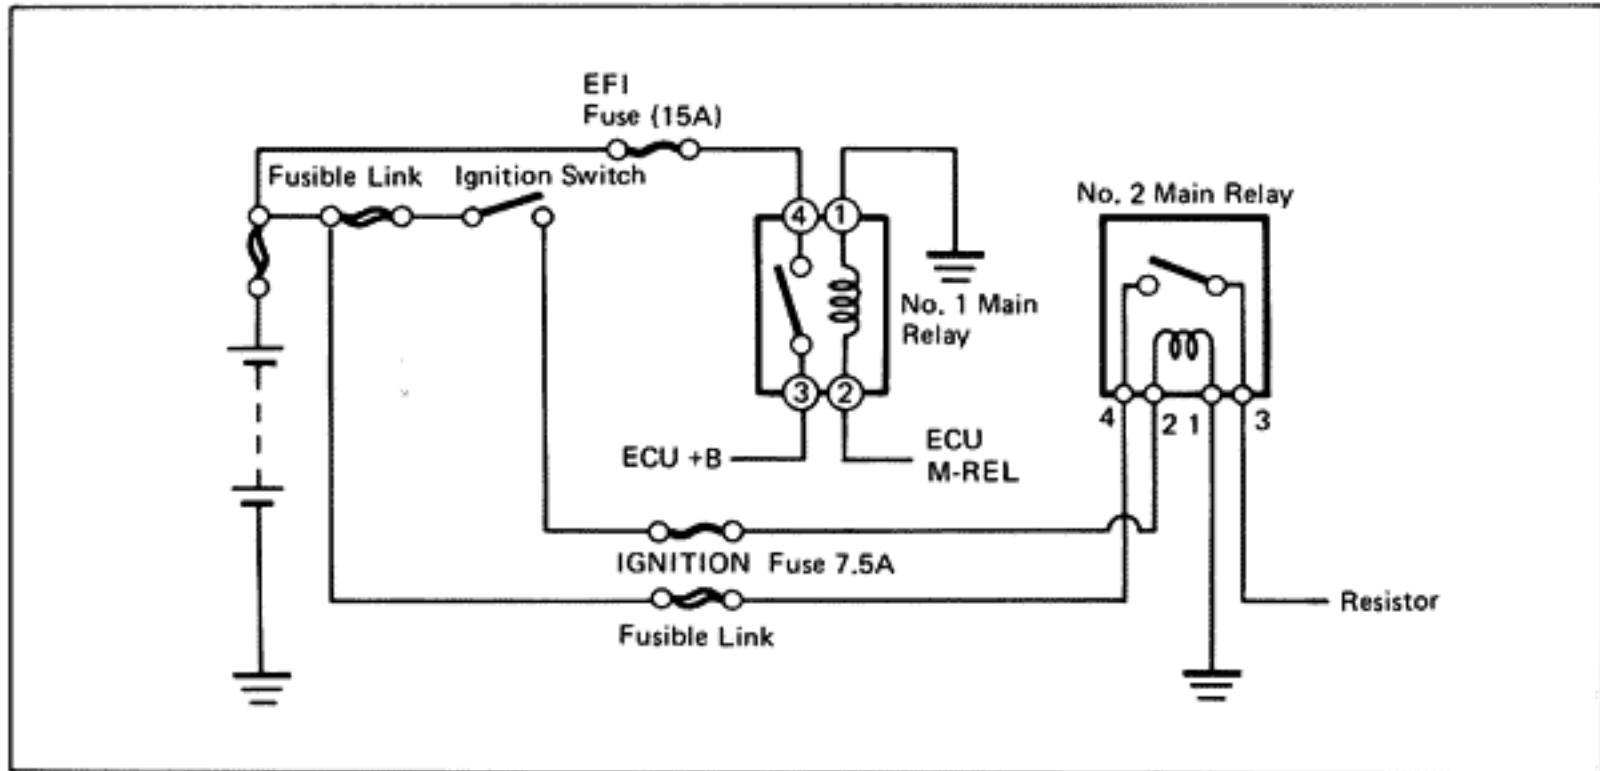 EFI
Fuse (15A)
Fusible Link
Ignition Switch
No. 2 Main Relay
4
1
No. 1 Main
Relay
3
2
4
2
1
3
ECU +B
ECU
M-REL
IGNITION Fuse 7.5A
Resistor
Fusible Link